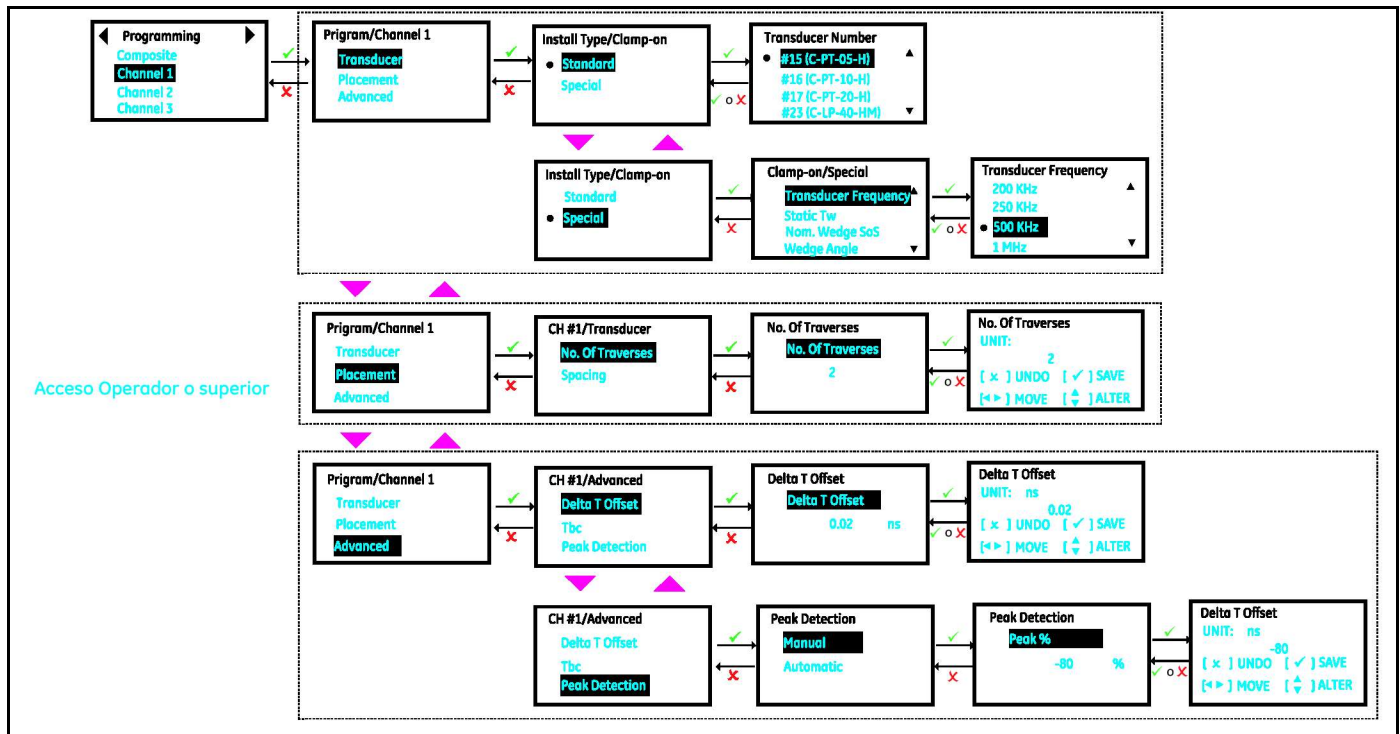 Programming
Composite
Channel 1
Channel 2
Channel 3
Prigram/Channel 1
Transducer
Placement
Advanced
Install Type/Clamp-on
Standard
Special
Transducer Number
#15 (C-PT-05-H)
#16 (C-PT-10-H)
#17 (C-PT-20-H)
#23 (C-LP-40-HM)
o
Install Type/Clamp-on
Standard
Special
Clamp-on/Special
Transducer Frequency
Static Tw
Nom. Wedge SoS
Wedge Angle
Transducer Frequency
200 KHz
250 KHz
500 KHz
1 MHz
o
Acceso Operador o superior
Prigram/Channel 1
Transducer
Placement
Advanced
CH #1/Transducer
No. Of Traverses
Spacing
No. Of Traverses
No. Of Traverses
2
o
No. Of Traverses
UNIT:
2
[ x ] UNDO [ ✓ ] SAVE
[◄ ►] MOVE [ ▲▼ ] ALTER
Prigram/Channel 1
Transducer
Placement
Advanced
CH #1/Advanced
Delta T Offset
Tbc
Peak Detection
Delta T Offset
Delta T Offset
0.02 ns
o
Delta T Offset
UNIT: ns
0.02
[ x ] UNDO [ ✓ ] SAVE
[◄ ►] MOVE [ ▲▼ ] ALTER
CH #1/Advanced
Delta T Offset
Tbc
Peak Detection
Peak Detection
Manual
Automatic
Peak Detection
Peak %
-80 %
o
Delta T Offset
UNIT: ns
-80
[ x ] UNDO [ ✓ ] SAVE
[◄ ►] MOVE [ ▲▼ ] ALTER